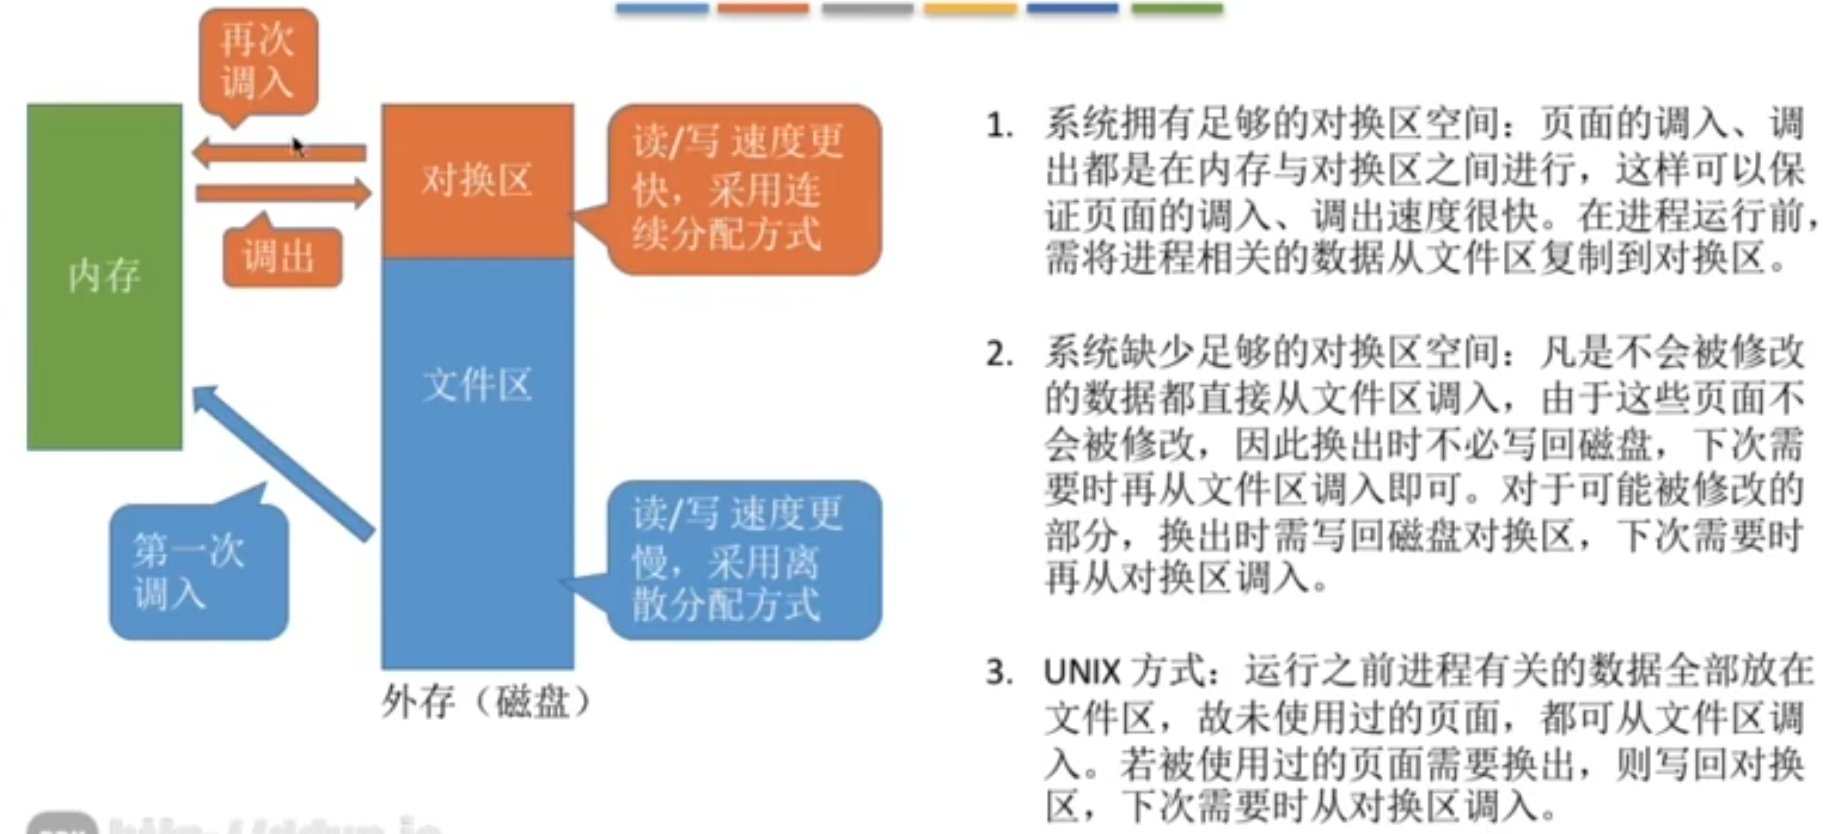 再次
调入
对换区
读/写 速度更
快，采用连
续分配方式
调出
内存
文件区
第一次
调入
读/写 速度更
慢，采用离
散分配方式
外存（磁盘）
1. 系统拥有足够的对换区空间：页面的调入、调
出都是在内存与对换区之间进行，这样可以保
证页面的调入、调出速度很快。在进程运行前，
需将进程相关的数据从文件区复制到对换区。
2. 系统缺少足够的对换区空间：凡是不会被修改
的数据都直接从文件区调入，由于这些页面不
会被修改，因此换出时不必写回磁盘，下次需
要时再从文件区调入即可。对于可能被修改的
部分，换出时需写回磁盘对换区，下次需要时
再从对换区调入。
3. UNIX 方式：运行之前进程有关的数据全部放在
文件区，故未使用过的页面，都可从文件区调
入。若被使用过的页面需要换出，则写回对换
区，下次需要时从对换区调入。